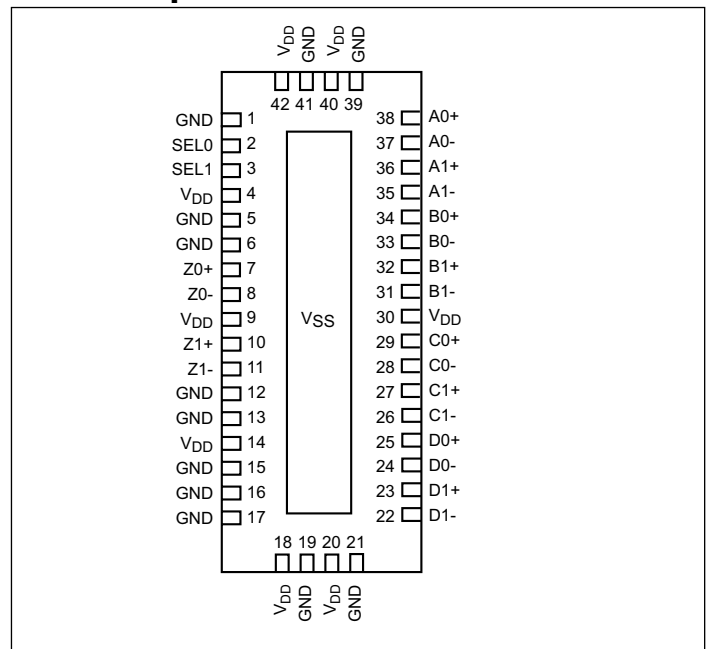 VDD GND VDD GND
42 41 40 39
GND 1
SEL0 2
SEL1 3
VDD 4
GND 5
GND 6
Z0+ 7
Z0- 8
VDD 9
Z1+ 10
Z1- 11
GND 12
GND 13
VDD 14
GND 15
GND 16
GND 17
VSS
38 A0+
37 A0-
36 A1+
35 A1-
34 B0+
33 B0-
32 B1+
31 B1-
30 VDD
29 C0+
28 C0-
27 C1+
26 C1-
25 D0+
24 D0-
23 D1+
22 D1-
18 19 20 21
VDD GND VDD GND